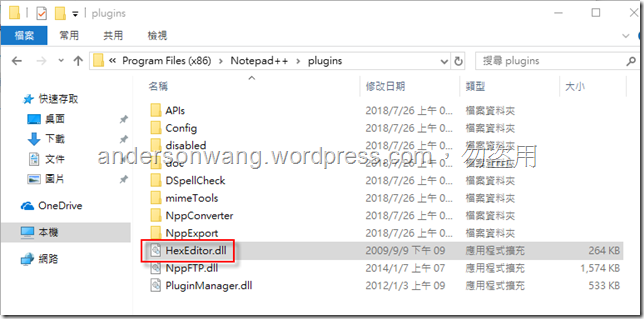 檔案 常用 共用 檢視
« Program Files (x86) › Notepad++ › plugins 搜尋 plugins
名稱 修改日期 類型 大小
快速存取
桌面
下載
文件
圖片
OneDrive
本機
網路
APIs 2018/7/26 上午 0... 檔案資料夾
Config 2018/7/26 上午 0... 檔案資料夾
disabled 2018/7/26 上午 0... 檔案資料夾
doc 2018/7/26 上午 0... 檔案資料夾
DSpellCheck 2018/7/26 上午 0... 檔案資料夾
mimeTools 2018/7/26 上午 0... 檔案資料夾
NppConverter 2018/7/26 上午 0... 檔案資料夾
NppExport 2018/7/26 上午 0... 檔案資料夾
HexEditor.dll 2009/9/9 下午 09 應用程式擴充 264 KB
NppFTP.dll 2014/1/7 上午 07 應用程式擴充 1,574 KB
PluginManager.dll 2012/1/3 上午 09 應用程式擴充 533 KB
andersonwang.wordpress.com，勿盜用